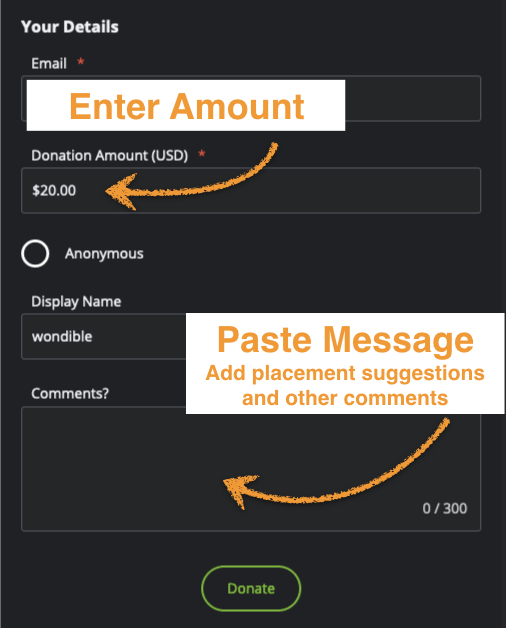 Your Details
Email *
Enter Amount
Donation Amount (USD) *
$20.00
Anonymous
Display Name
wondible
Paste Message
Add placement suggestions
and other comments
Comments?
0 / 300
Donate